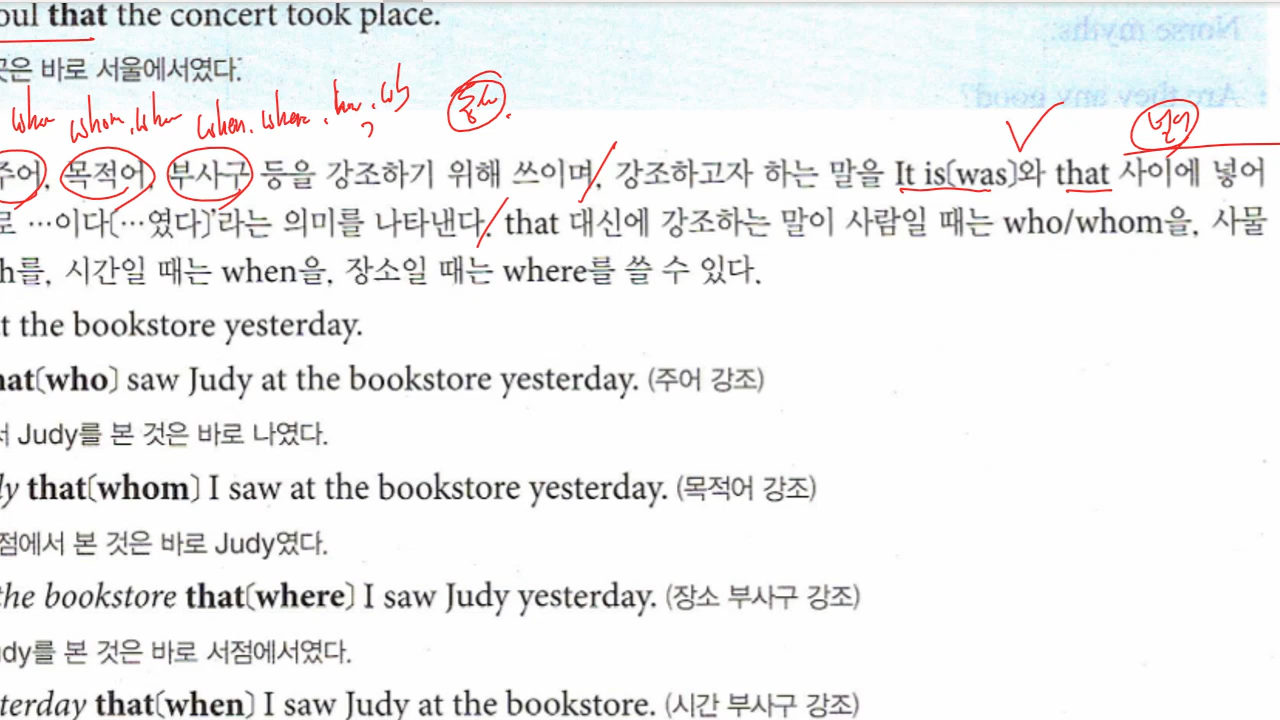 oul that the concert took place.
곳은 바로 서울에서였다.
whom, when, where,
주어, 목적어, 부사구 등을 강조하기 위해 쓰이며, 강조하고자 하는 말을 It is(was)와 that 사이에 넣어
로 …이다(…였다)'라는 의미를 나타낸다. that 대신에 강조하는 말이 사람일 때는 who/whom을, 사물
h를, 시간일 때는 when을, 장소일 때는 where를 쓸 수 있다.
t the bookstore yesterday.
hat(who) saw Judy at the bookstore yesterday. (주어 강조)
서 Judy를 본 것은 바로 나였다.
ly that(whom) I saw at the bookstore yesterday. (목적어 강조)
점에서 본 것은 바로 Judy였다.
the bookstore that(where) I saw Judy yesterday. (장소 부사구 강조)
udy를 본 것은 바로 서점에서였다.
terday that(when) I saw Judy at the bookstore. (시간 부사구 강조)